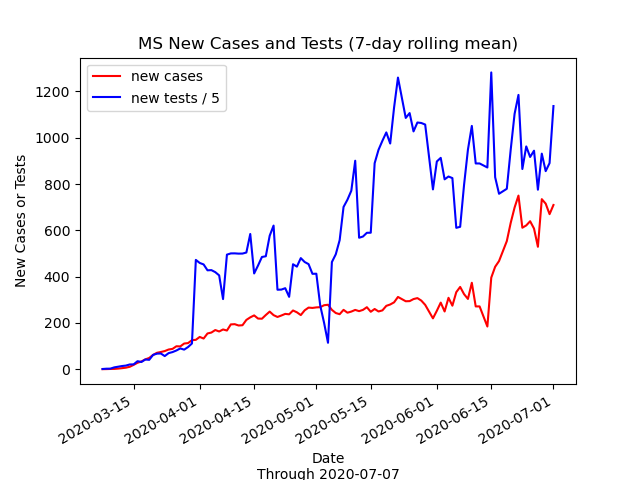 MS New Cases and Tests (7-day rolling mean)
new cases
new tests / 5
New Cases or Tests
1200
1000
800
600
400
200
0
2020-03-15
2020-04-01
2020-04-15
2020-05-01
2020-05-15
2020-06-01
2020-06-15
2020-07-01
Date
Through 2020-07-07